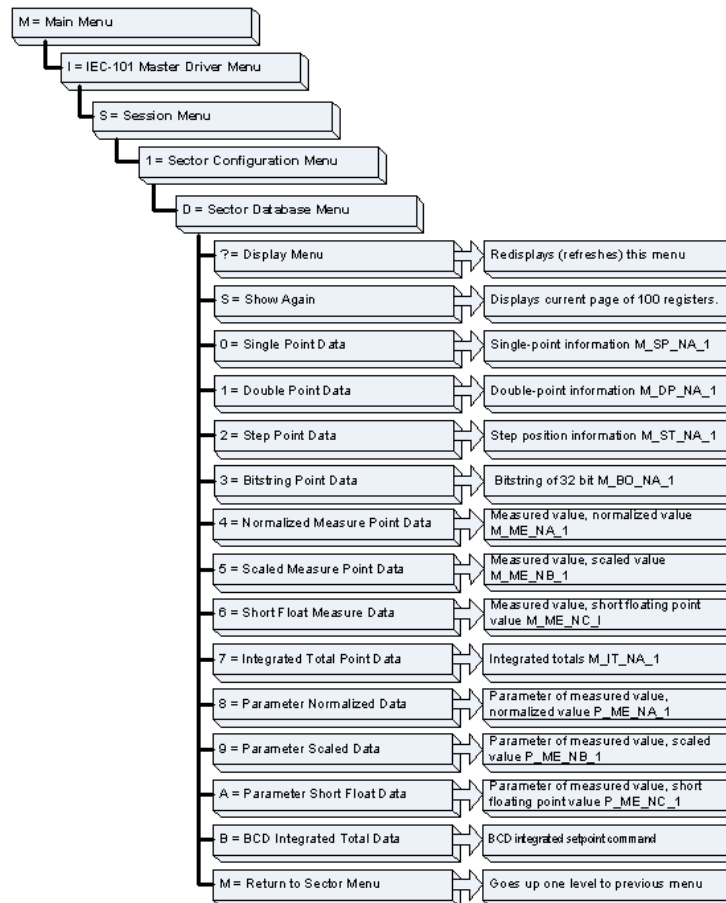 M = Main Menu
I = IEC-101 Master Driver Menu
S = Session Menu
1 = Sector Configuration Menu
D = Sector Database Menu
? = Display Menu
Redisplays (refreshes) this menu
S = Show Again
Displays current page of 100 registers.
0 = Single Point Data
Single-point information M_SP_NA_1
1 = Double Point Data
Double-point information M_DP_NA_1
2 = Step Point Data
Step position information M_ST_NA_1
3 = Bitstring Point Data
Bitstring of 32 bit M_BO_NA_1
4 = Normalized Measure Point Data
Measured value, normalized value
M_ME_NA_1
5 = Scaled Measure Point Data
Measured value, scaled value
M_ME_NB_1
6 = Short Float Measure Data
Measured value, short floating point
value M_ME_NC_I
7 = Integrated Total Point Data
Integrated totals M_IT_NA_1
8 = Parameter Normalized Data
Parameter of measured value,
normalized value P_ME_NA_1
9 = Parameter Scaled Data
Parameter of measured value, scaled
value P_ME_NB_1
A = Parameter Short Float Data
Parameter of measured value, short
floating point value P_ME_NC_1
B = BCD Integrated Total Data
BCD integrated setpoint command
M = Return to Sector Menu
Goes up one level to previous menu